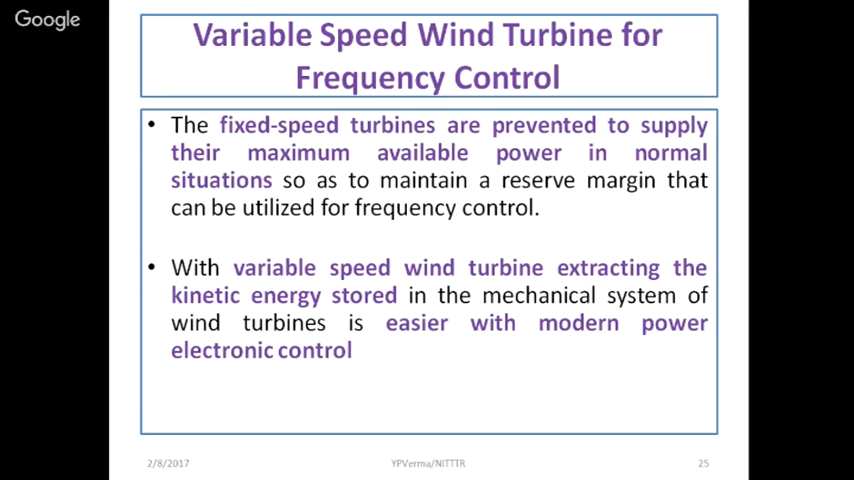 Google
Variable Speed Wind Turbine for
Frequency Control
• The fixed-speed turbines are prevented to supply
their maximum available power in normal
situations so as to maintain a reserve margin that
can be utilized for frequency control.
• With variable speed wind turbine extracting the
kinetic energy stored in the mechanical system of
wind turbines is easier with modern power
electronic control
2/8/2017
YPVerma/NITTTR
25